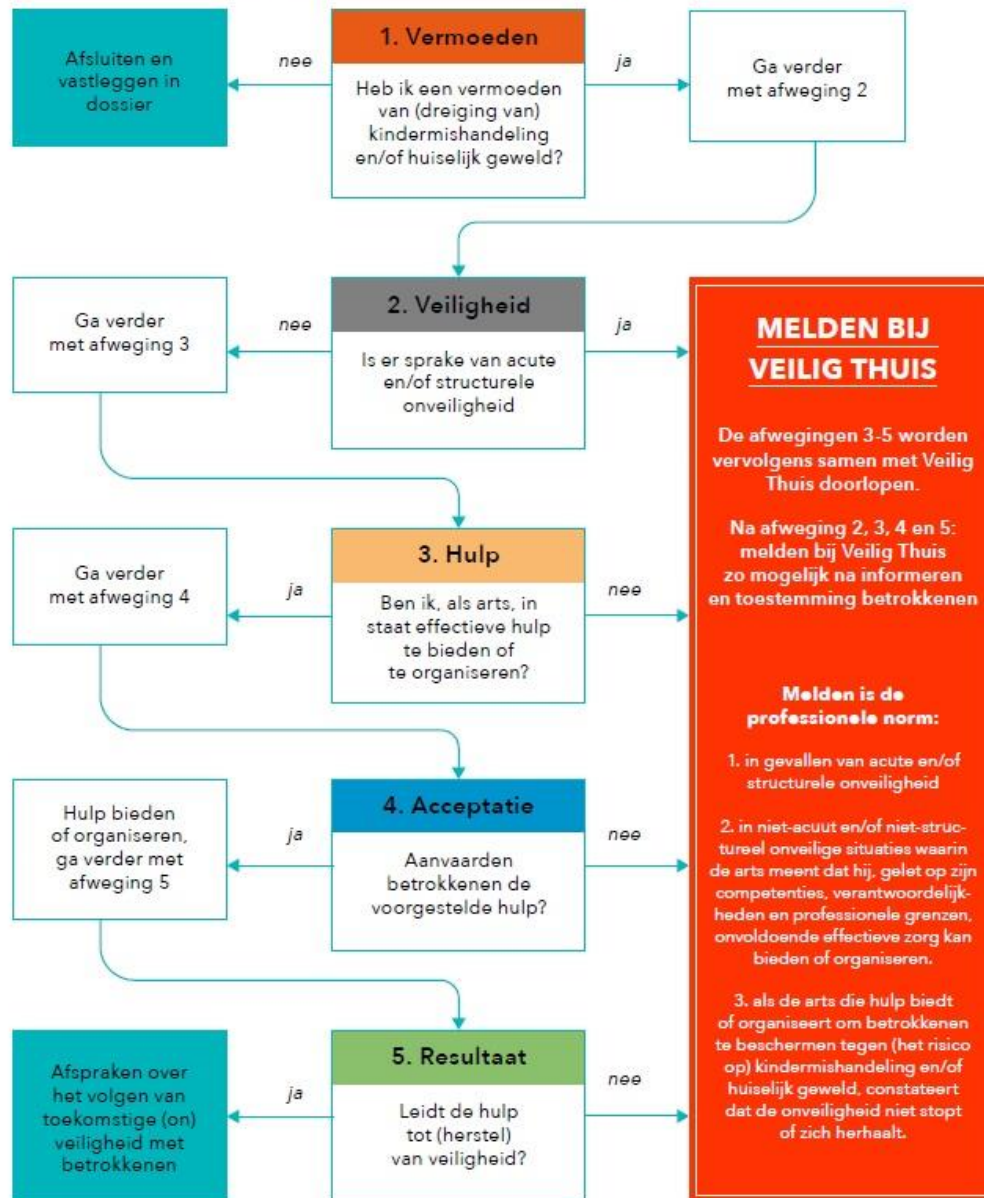 Afsluiten en
vastleggen in
dossier
nee
1. Vermoeden
Heb ik een vermoeden
van (dreiging van)
kindermishandeling
en/of huiselijk geweld?
ja
Ga verder
met afweging 2
Ga verder
met afweging 3
nee
2. Veiligheid
Is er sprake van acute
en/of structurele
onveiligheid
ja
Ga verder
met afweging 4
ja
3. Hulp
Ben ik, als arts, in
staat effectieve hulp
te bieden of
te organiseren?
nee
Hulp bieden
of organiseren,
ga verder met
afweging 5
ja
4. Acceptatie
Aanvaarden
betrokkenen de
voorgestelde hulp?
nee
Afspraken over
het volgen van
toekomstige (on)
veiligheid met
betrokkenen
ja
5. Resultaat
Leidt de hulp
tot (herstel)
van veiligheid?
nee
MELDEN BIJ
VEILIG THUIS
De afwegingen 3-5 worden
vervolgens samen met Veilig
Thuis doorlopen.
Na afweging 2, 3, 4 en 5:
melden bij Veilig Thuis
zo mogelijk na informeren
en toestemming betrokkenen
Melden is de
professionele norm:
1. in gevallen van acute en/of
structurele onveiligheid
2. in niet-acuut en/of niet-struc-
tureel onveilige situaties waarin
de arts meent dat hij, gelet op zijn
competenties, verantwoordelijk-
heden en professionele grenzen,
onvoldoende effectieve zorg kan
bieden of organiseren.
3. als de arts die hulp biedt
of organiseert om betrokkenen
te beschermen tegen (het risico
op) kindermishandeling en/of
huiselijk geweld, constateert
dat de onveiligheid niet stopt
of zich herhaalt.